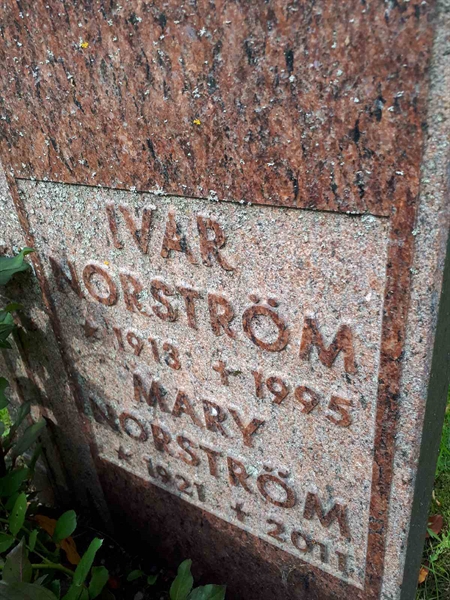 IVAR
NORSTRÖM
* 1913 + 1995
MARY
NORSTRÖM
* 1921 + 2011